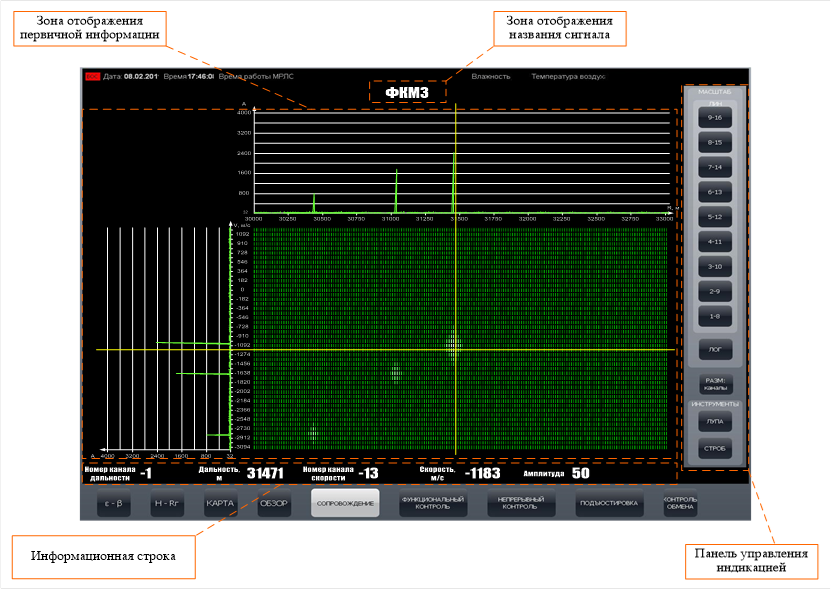 Зона отображения
первичной информации
Зона отображения
названия сигнала
Дата: 08.02.201 Время 17:46:0 Время работы МРЛС Влажность Температура воздух
ФКМ3
МАСШТАБ
ЛИН.
9-16
8-15
7-14
6-13
5-12
4-11
3-10
2-9
1-8
ЛОГ
РАЗМ.:
каналы
ИНСТРУМЕНТЫ
ЛУПА
СТРОБ
A
4000
3200
2400
1600
800
32
30000 30250 30500 30750 31000 31250 31500 31750 32000 32250 32500 32750 33000
R, м
V, м/с
1092
910
728
546
364
182
0
-182
-364
-546
-728
-910
-1092
-1274
-1456
-1638
-1820
-2002
-2184
-2366
-2548
-2730
-2912
-3094
A 4000 3200 2400 1600 800 32
Номер канала
дальности
-1
Дальность,
м
31471
Номер канала
скорости
-13
Скорость,
м/с
-1183
Амплитуда 50
ε - β
H - Rг
КАРТА
ОБЗОР
СОПРОВОЖДЕНИЕ
ФУНКЦИОНАЛЬНЫЙ
КОНТРОЛЬ
НЕПРЕРЫВНЫЙ
КОНТРОЛЬ
ПОДЪЮСТИРОВКА
КОНТРОЛЬ
ОБМЕНА
Информационная строка
Панель управления
индикацией